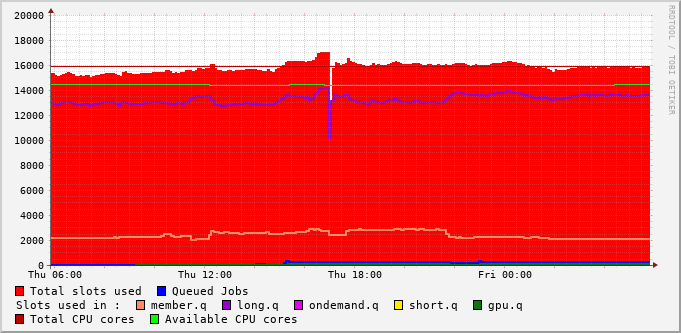 RRDTOOL / TOBI OETIKER
20000
18000
16000
14000
12000
10000
8000
6000
4000
2000
0
Thu 06:00 Thu 12:00 Thu 18:00 Fri 00:00
Total slots used Queued Jobs
Slots used in : member.q long.q ondemand.q short.q gpu.q
Total CPU cores Available CPU cores